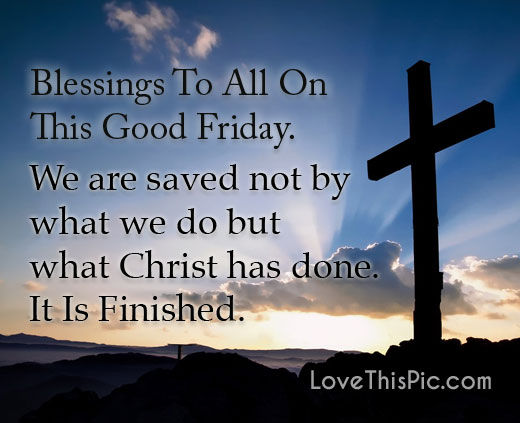 Blessings To All On
This Good Friday.
We are saved not by
what we do but
what Christ has done.
It Is Finished.
LoveThisPic.com